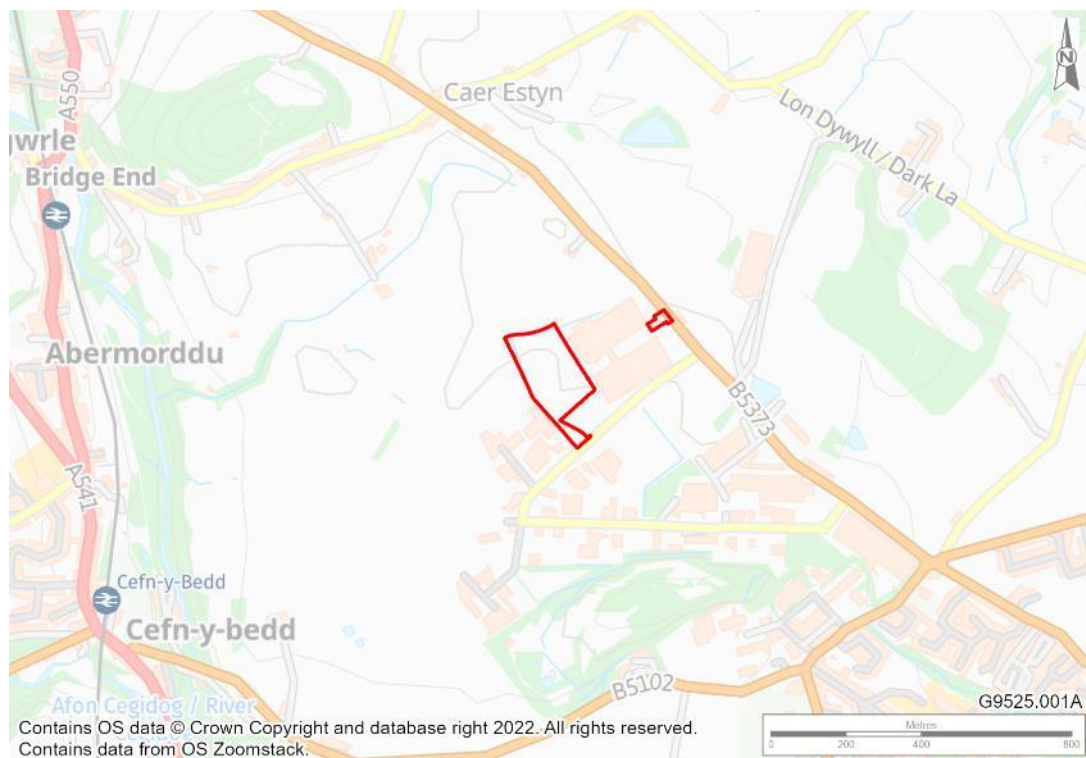 A550
Caer Estyn
N
wrle
Bridge End
Lon Dywyll / Dark La
Abermorddu
B5373
A541
Cefn-y-Bedd
Cefn-y-bedd
B5102
Afon Cegidog / River
G9525.001A
Contains OS data © Crown Copyright and database right 2022. All rights reserved.
Contains data from OS Zoomstack.
Metres
0 200 400 800